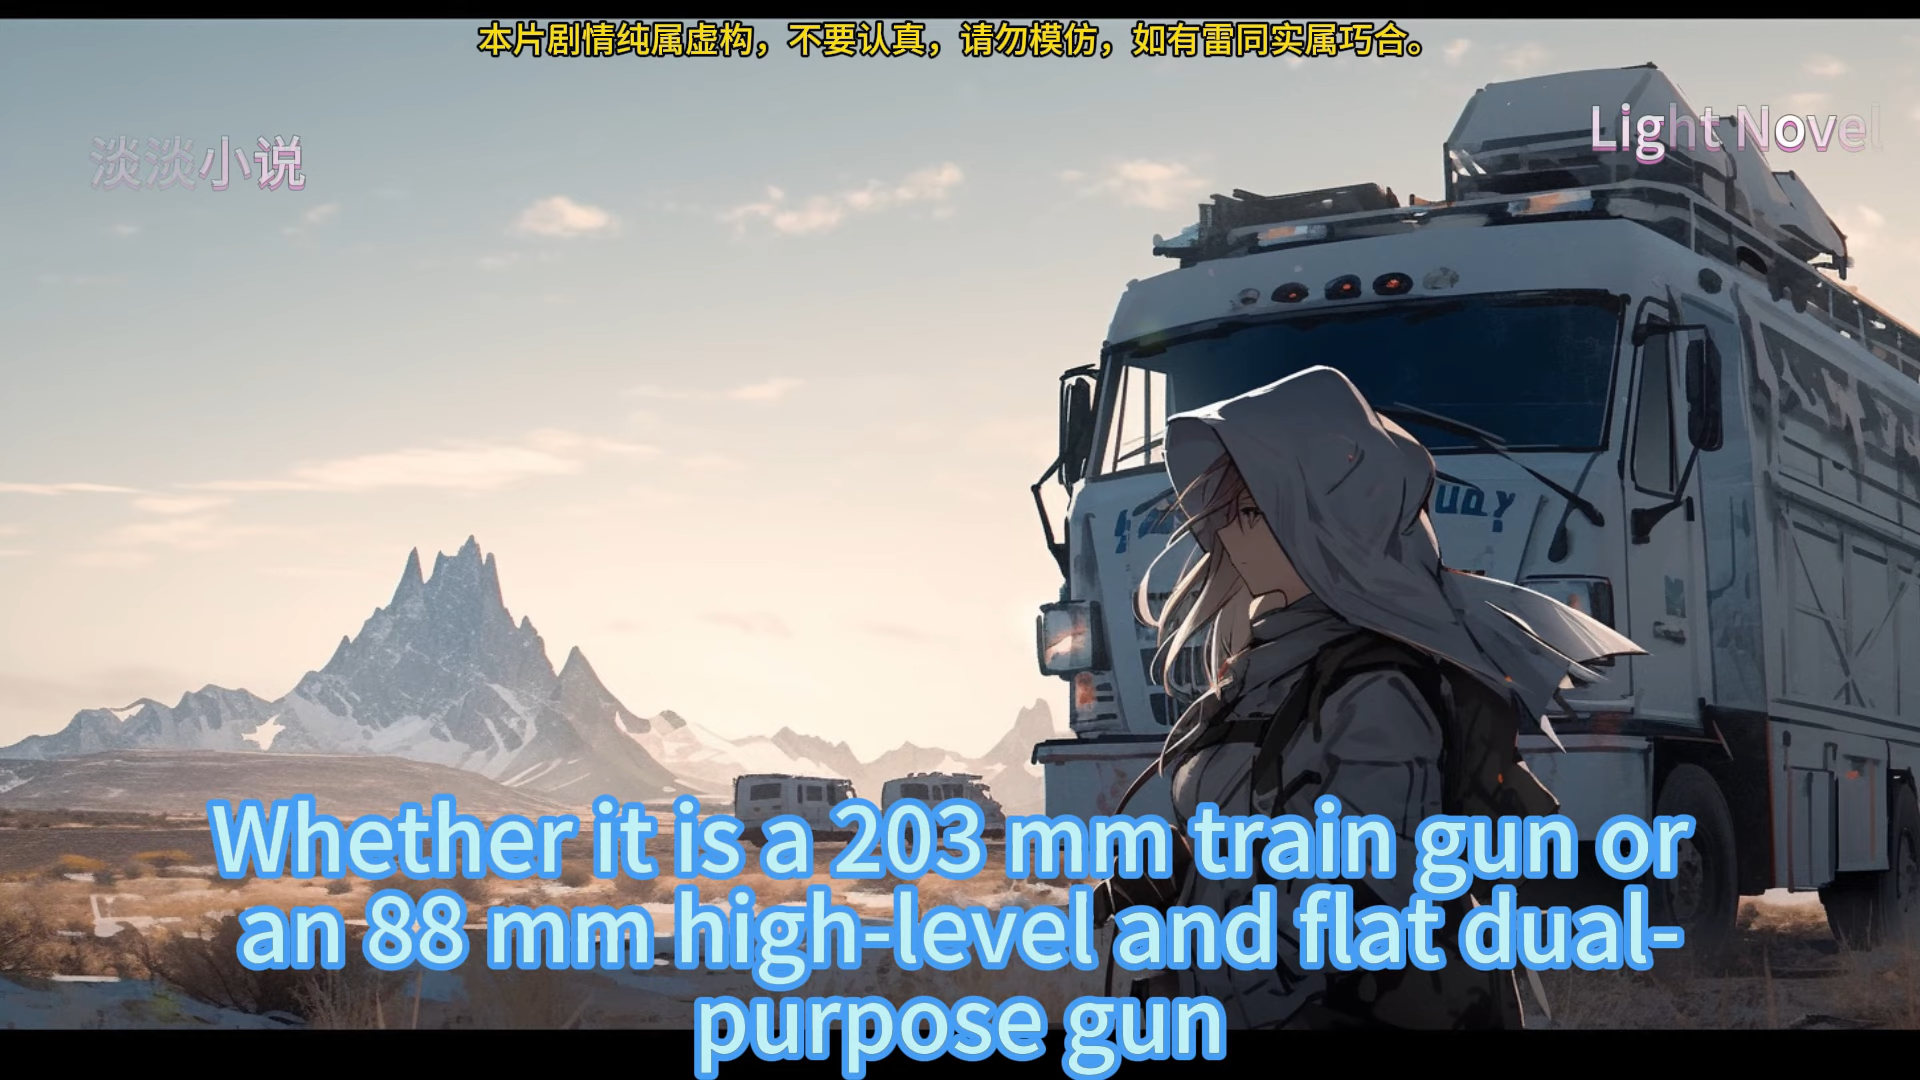 本片剧情纯属虚构，不要认真，请勿模仿，如有雷同实属巧合。
淡淡小说
Light Novel
Whether it is a 203 mm train gun or
an 88 mm high-level and flat dual-
purpose gun